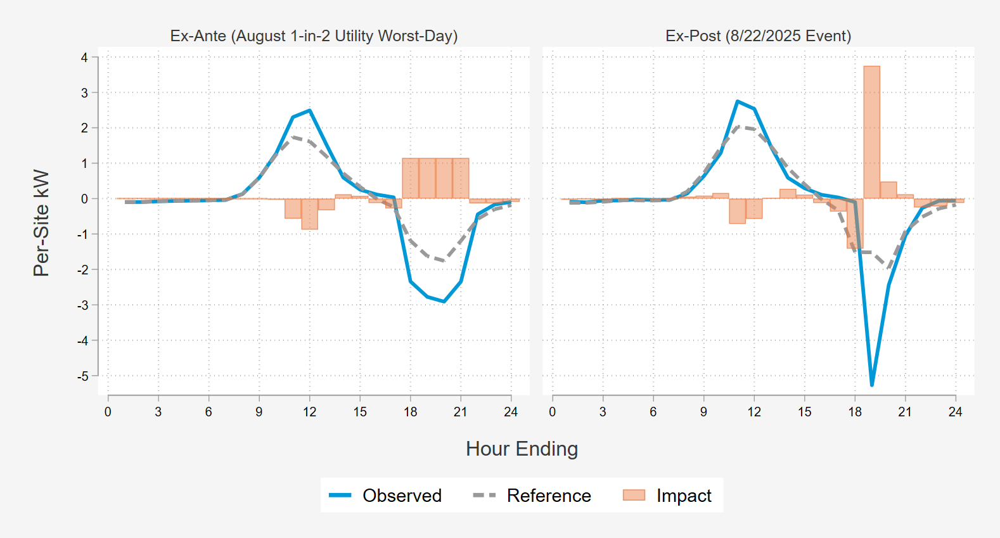 Ex-Ante (August 1-in-2 Utility Worst-Day)
Ex-Post (8/22/2025 Event)
Per-Site kW
4
3
2
1
0
-1
-2
-3
-4
-5
0 3 6 9 12 15 18 21 24
0 3 6 9 12 15 18 21 24
Hour Ending
Observed Reference Impact